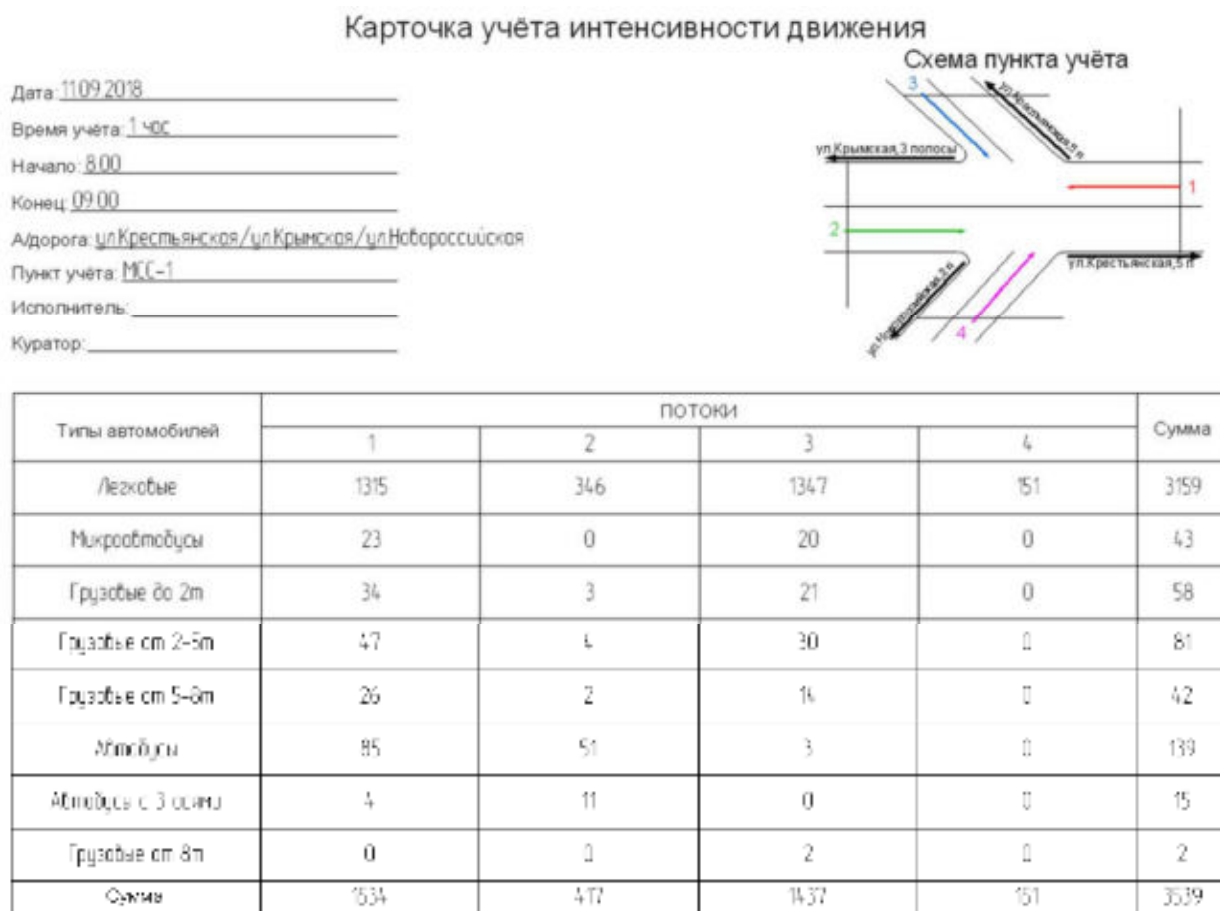 Карточка учёта интенсивности движения
Схема пункта учёта
Дата: 11.09.2018
Время учёта: 1 час
Начало: 8.00
Конец: 09.00
А/дорога: ул.Крестьянская/ул.Крымская/ул.Новороссийская
Пункт учёта: МСС-1
Исполнитель:
Куратор:
3
ул.Крестьянская,5 п
ул.Крымская,3 полосы
1
2
ул.Крестьянская,5 п
ул.Новороссийская,2 п
4
Типы автомобилей потоки Сумма
1 2 3 4
Легковые 1315 346 1347 151 3159
Микроавтобусы 23 0 20 0 43
Грузовые до 2т 34 3 21 0 58
Грузовые от 2-5т 47 4 30 0 81
Грузовые от 5-8т 26 2 14 0 42
Автобусы 85 51 3 0 139
Автобусы с 3 осями 4 11 0 0 15
Грузовые от 8т 0 0 2 0 2
Сумма 1534 417 1437 151 3539